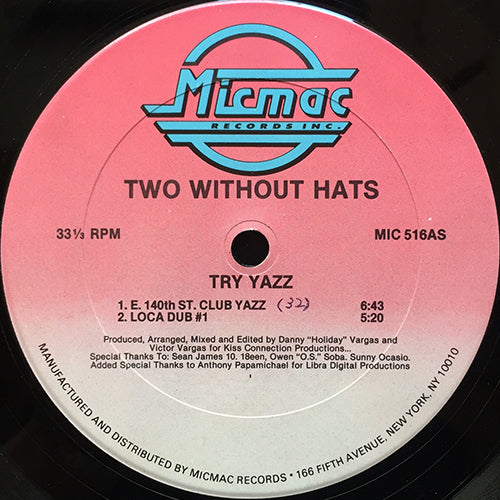 Micmac
RECORDS INC.
TWO WITHOUT HATS
33⅓ RPM
MIC 516AS
TRY YAZZ
1. E. 140th ST. CLUB YAZZ (32) 6:43
2. LOCA DUB #1 5:20
Produced, Arranged, Mixed and Edited by Danny "Holiday" Vargas and
Victor Vargas for Kiss Connection Productions...
Special Thanks To: Sean James 10. 18een, Owen "O.S." Soba. Sunny Ocasio.
Added Special Thanks to Anthony Papamichael for Libra Digital Productions
MANUFACTURED AND DISTRIBUTED BY MICMAC RECORDS • 166 FIFTH AVENUE, NEW YORK, NY 10010